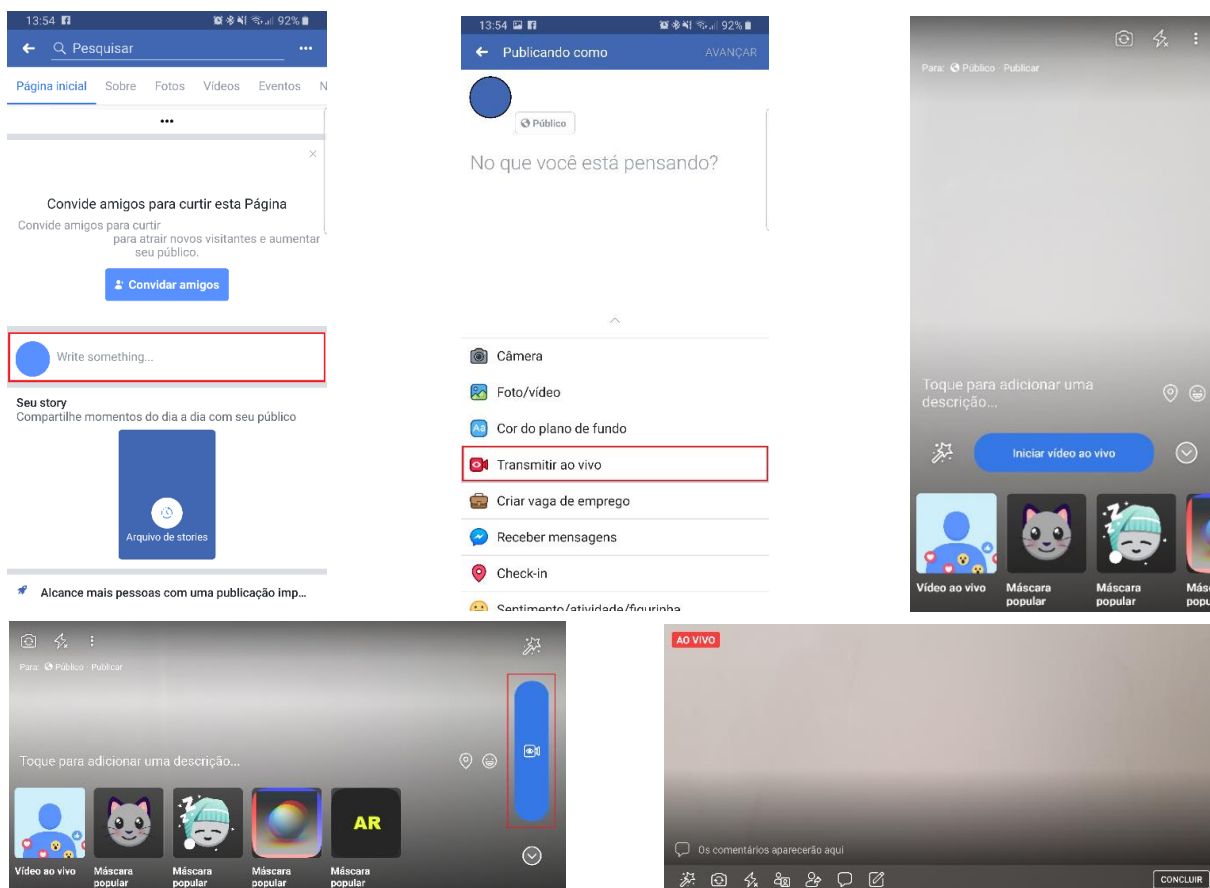 13:54
92%
Pesquisar
Página inicial Sobre Fotos Vídeos Eventos N
Convide amigos para curtir esta Página
Convide amigos para curtir
para atrair novos visitantes e aumentar
seu público.
Convidar amigos
Write something...
Seu story
Compartilhe momentos do dia a dia com seu público
Arquivo de stories
Alcance mais pessoas com uma publicação imp...
13:54
92%
Publicando como AVANÇAR
Público
No que você está pensando?
Câmera
Foto/vídeo
Aa Cor do plano de fundo
Transmitir ao vivo
Criar vaga de emprego
Receber mensagens
Check-in
Sentimento/atividade/figurinha
Para: Público · Publicar
Toque para adicionar uma
descrição...
Iniciar vídeo ao vivo
Vídeo ao vivo Máscara Máscara Más
popular popular popu
Para: Público · Publicar
Toque para adicionar uma descrição...
AR
Vídeo ao vivo Máscara Máscara Máscara Máscara
popular popular popular popular
AO VIVO
Os comentários aparecerão aqui
CONCLUIR